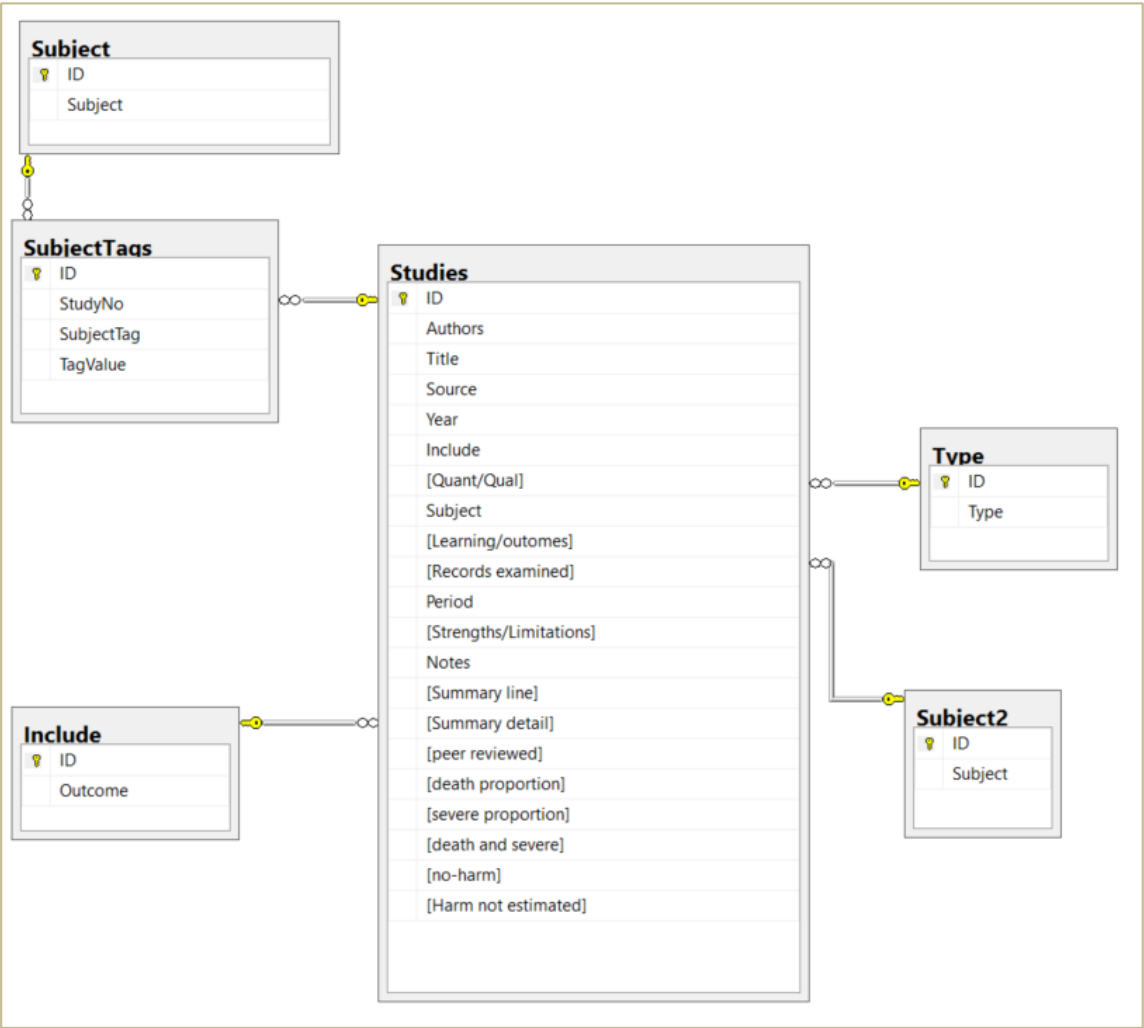 Subject
ID
Subject
SubjectTags
ID
StudyNo
SubjectTag
TagValue
Studies
ID
Authors
Title
Source
Year
Include
[Quant/Qual]
Subject
[Learning/outomes]
[Records examined]
Period
[Strengths/Limitations]
Notes
[Summary line]
[Summary detail]
[peer reviewed]
[death proportion]
[severe proportion]
[death and severe]
[no-harm]
[Harm not estimated]
Type
ID
Type
Include
ID
Outcome
Subject2
ID
Subject